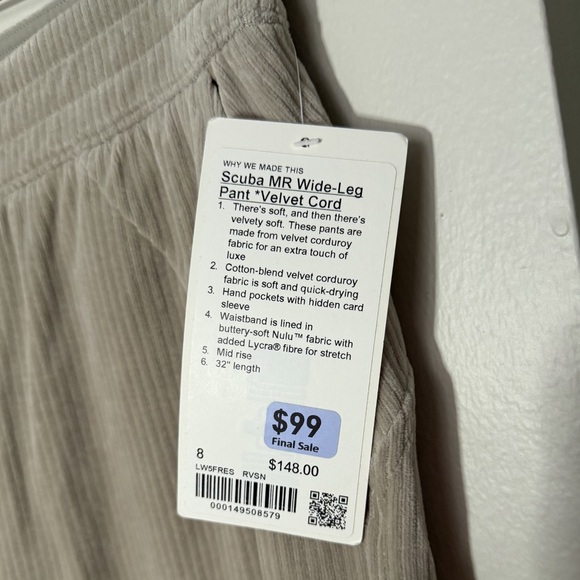 WHY WE MADE THIS
Scuba MR Wide-Leg
Pant *Velvet Cord
1. There's soft, and then there's
velvety soft. These pants are
made from velvet corduroy
fabric for an extra touch of
luxe
2. Cotton-blend velvet corduroy
fabric is soft and quick-drying
3. Hand pockets with hidden card
sleeve
4. Waistband is lined in
buttery-soft Nulu™ fabric with
added Lycra® fibre for stretch
5. Mid rise
6. 32" length
$99
Final Sale
8 $148.00
LW5FRES RVSN
000149508579